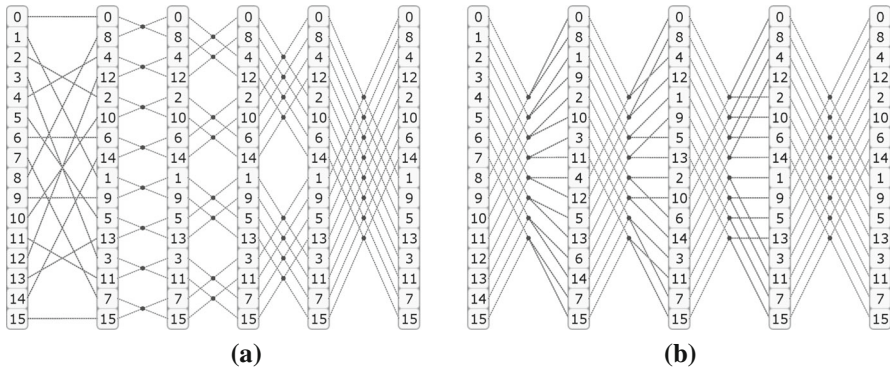 0 0 0 0 0 0 0 0 0 0 0
1 8 8 8 8 8 1 8 8 8 8
2 4 4 4 4 4 2 1 4 4 4
3 12 12 12 12 12 3 9 12 12 12
4 2 2 2 2 2 4 2 1 2 2
5 10 10 10 10 10 5 10 9 10 10
6 6 6 6 6 6 6 3 5 6 6
7 14 14 14 14 14 7 11 13 14 14
8 1 1 1 1 1 8 4 2 1 1
9 9 9 9 9 9 9 12 10 9 9
10 5 5 5 5 5 10 5 6 5 5
11 13 13 13 13 13 11 13 14 13 13
12 3 3 3 3 3 12 6 3 3 3
13 11 11 11 11 11 13 14 11 11 11
14 7 7 7 7 7 14 7 7 7 7
15 15 15 15 15 15 15 15 15 15 15
(a) (b)